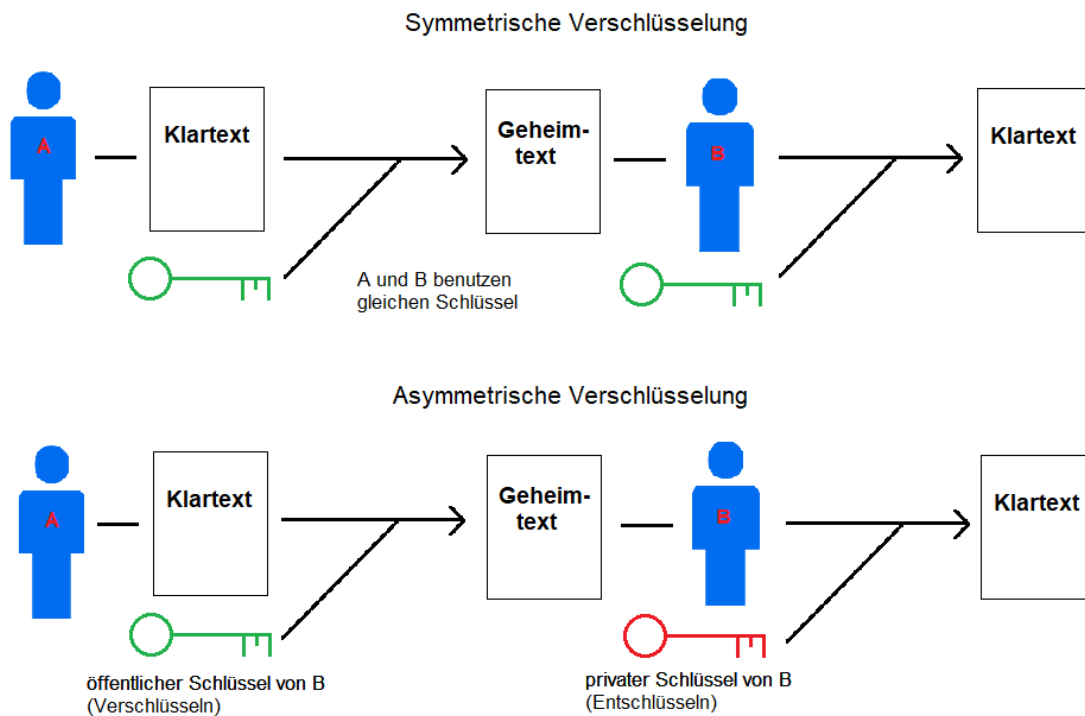 Symmetrische Verschlüsselung
A
Klartext
Geheim-
text
B
Klartext
A und B benutzen
gleichen Schlüssel
Asymmetrische Verschlüsselung
A
Klartext
Geheim-
text
B
Klartext
öffentlicher Schlüssel von B
(Verschlüsseln)
privater Schlüssel von B
(Entschlüsseln)